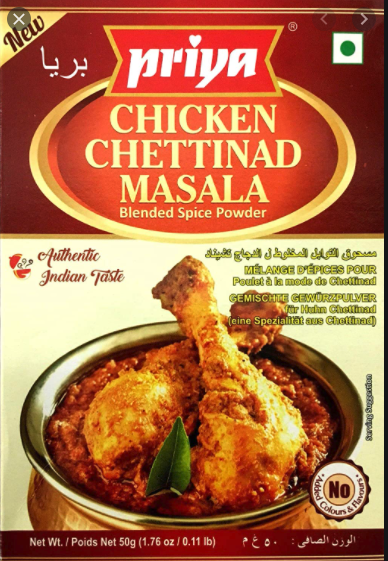 New
بريا
priya
®
CHICKEN
CHETTINAD
MASALA
Blended Spice Powder
Authentic
Indian Taste
مسحوق التوابل المخلوط ل الدجاج تشيتناد
MÉLANGE D'ÉPICES POUR
Poulet à la mode de Chettinad
GEMISCHTE GEWÜRZPULVER
für Huhn Chettinad
(eine Spezialität aus Chettinad)
Serving Suggestion
No
Added Colours & Flavours
Net Wt. / Poids Net 50g (1.76 oz / 0.11 lb)
الوزن الصافى : ٥٠ غ م